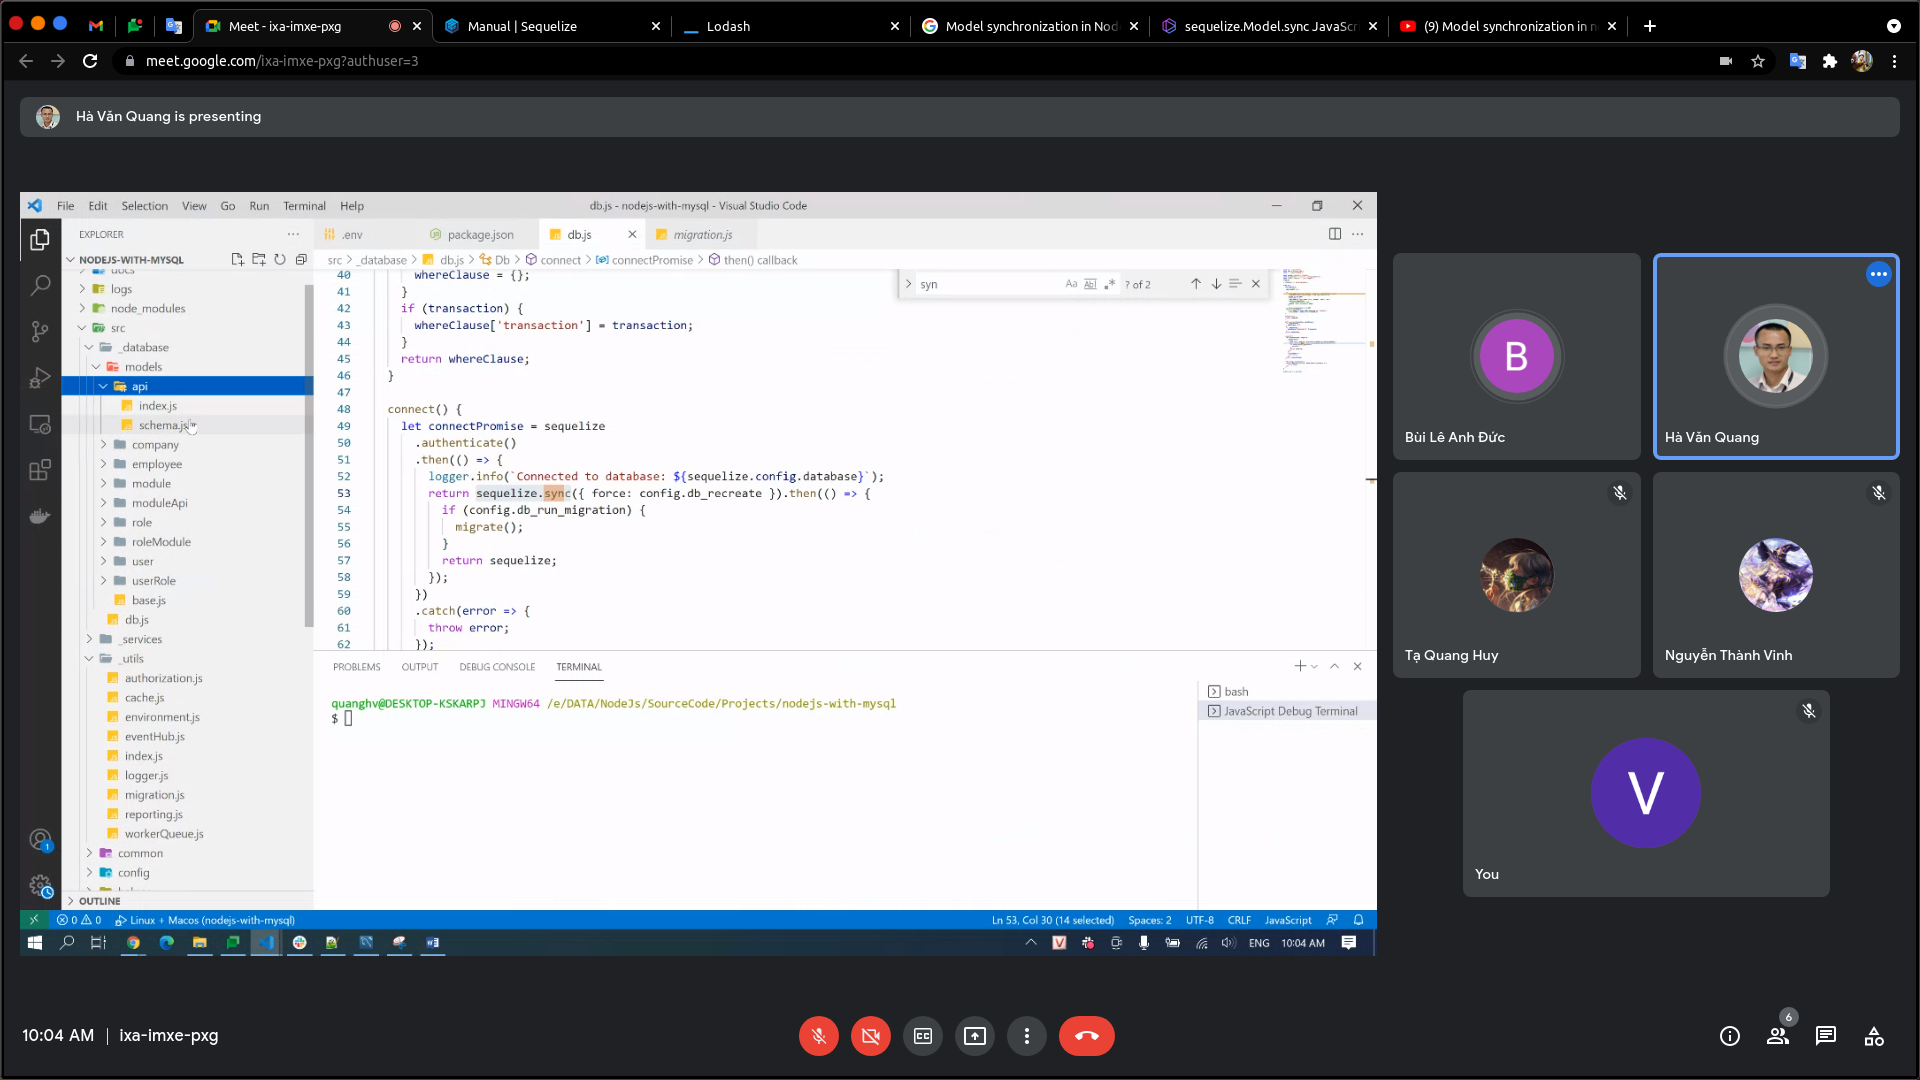 Meet - ixa-imxe-pxg
Manual | Sequelize
Lodash
Model synchronization in Nod
sequelize.Model.sync JavaScri
(9) Model synchronization in n
meet.google.com/ixa-imxe-pxg?authuser=3
Hà Văn Quang is presenting
File Edit Selection View Go Run Terminal Help
db.js - nodejs-with-mysql - Visual Studio Code
EXPLORER
.env
package.json
db.js
migration.js
NODEJS-WITH-MYSQL
src > _database > db.js > Db > connect > connectPromise > then() callback
docs
logs
node_modules
src
_database
models
api
index.js
schema.js
company
employee
module
moduleApi
role
roleModule
user
userRole
base.js
db.js
_services
_utils
authorization.js
cache.js
environment.js
eventHub.js
index.js
logger.js
migration.js
reporting.js
workerQueue.js
common
config
OUTLINE
syn
Aa Abl .* ? of 2
40 whereClause = {};
41 }
42 if (transaction) {
43 whereClause['transaction'] = transaction;
44 }
45 return whereClause;
46 }
47
48 connect() {
49 let connectPromise = sequelize
50 .authenticate()
51 .then(() => {
52 logger.info(`Connected to database: ${sequelize.config.database}`);
53 return sequelize.sync({ force: config.db_recreate }).then(() => {
54 if (config.db_run_migration) {
55 migrate();
56 }
57 return sequelize;
58 });
59 })
60 .catch(error => {
61 throw error;
62 });
PROBLEMS OUTPUT DEBUG CONSOLE TERMINAL
quanghv@DESKTOP-KSKARPJ MINGW64 /e/DATA/NodeJs/SourceCode/Projects/nodejs-with-mysql
$
bash
JavaScript Debug Terminal
1
0 0 Linux + Macos (nodejs-with-mysql)
Ln 53, Col 30 (14 selected) Spaces: 2 UTF-8 CRLF JavaScript
ENG 10:04 AM
B
Bùi Lê Anh Đức
Hà Văn Quang
Tạ Quang Huy
Nguyễn Thành Vinh
V
You
10:04 AM | ixa-imxe-pxg
CC
6